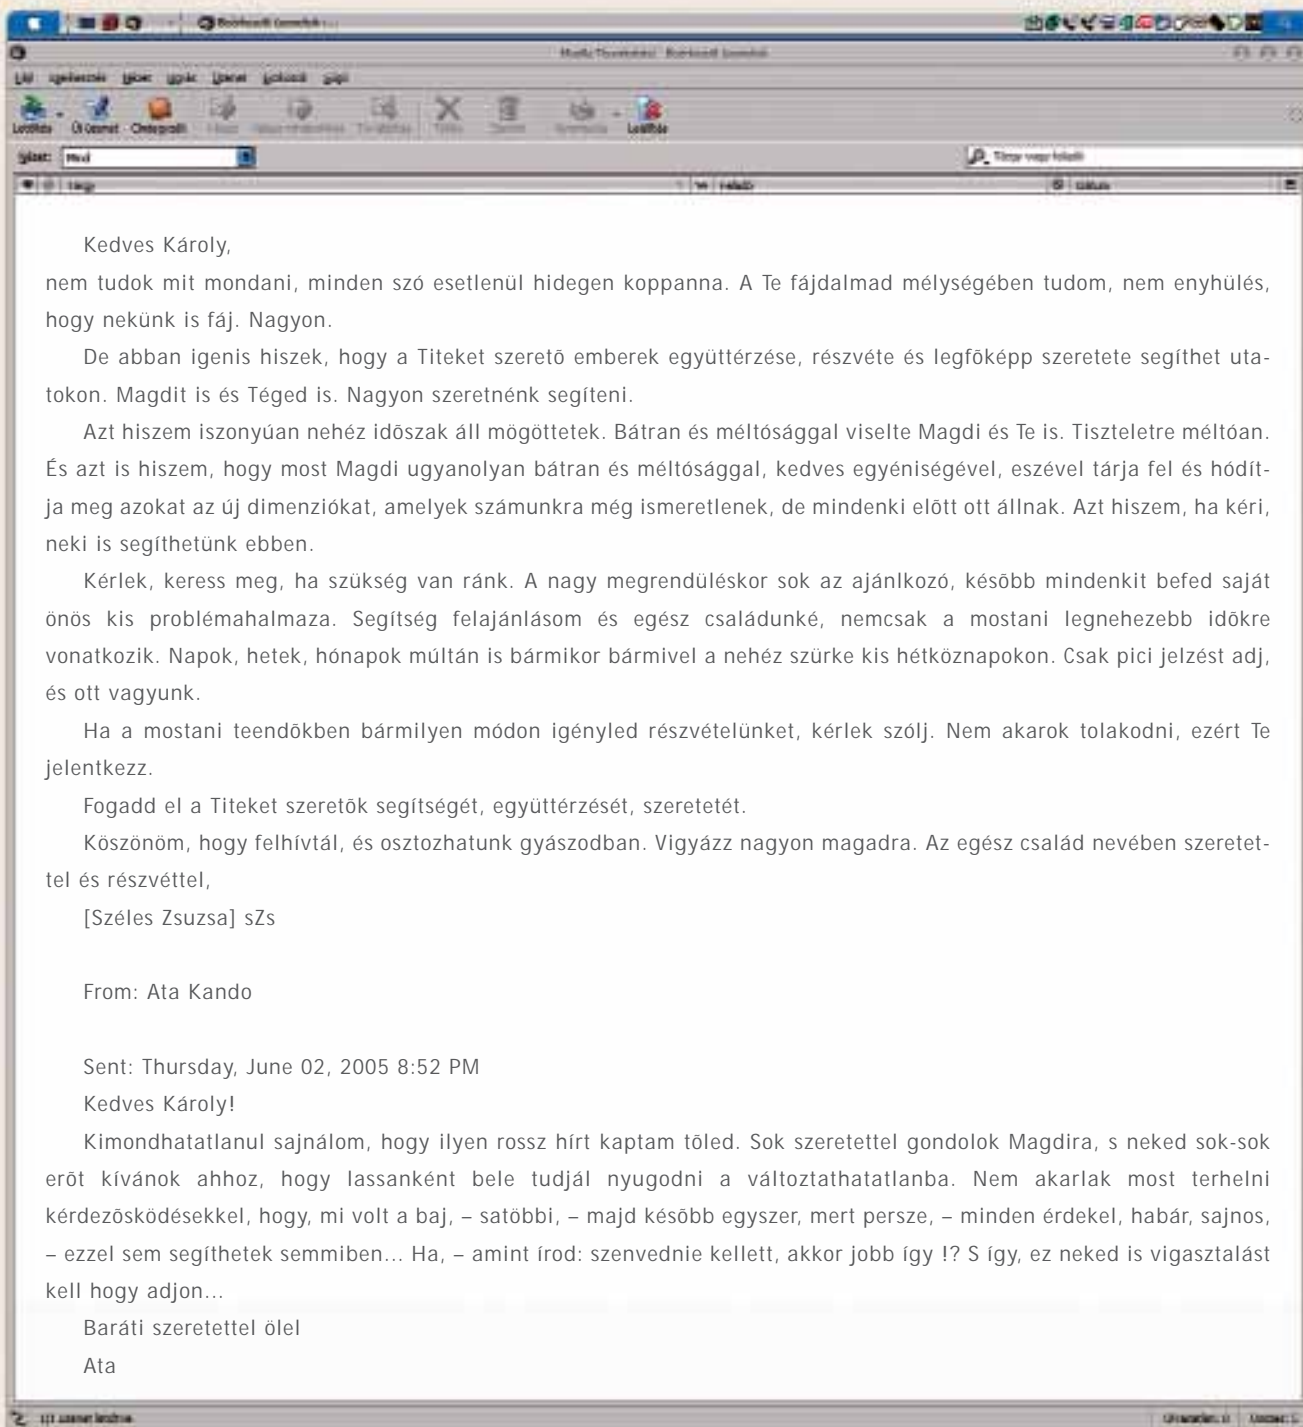 Kedves Károly,
nem tudok mit mondani, minden szó esetlenül hidegen koppanna. A Te fájdalmad mélységében tudom, nem enyhülés,
hogy nekünk is fáj. Nagyon.
De abban igenis hiszek, hogy a Titeket szeretõ emberek együttérzése, részvéte és legfõképp szeretete segíthet uta-
tokon. Magdit is és Téged is. Nagyon szeretnénk segíteni.
Azt hiszem iszonyúan nehéz idõszak áll mögöttetek. Bátran és méltósággal viselte Magdi és Te is. Tiszteletre méltóan.
És azt is hiszem, hogy most Magdi ugyanolyan bátran és méltósággal, kedves egyéniségével, eszével tárja fel és hódít-
ja meg azokat az új dimenziókat, amelyek számunkra még ismeretlenek, de mindenki elõtt ott állnak. Azt hiszem, ha kéri,
neki is segíthetünk ebben.
Kérlek, keress meg, ha szükség van ránk. A nagy megrendüléskor sok az ajánlkozó, késõbb mindenkit befed saját
önös kis problémahalmaza. Segítség felajánlásom és egész családunké, nemcsak a mostani legnehezebb idõkre
vonatkozik. Napok, hetek, hónapok múltán is bármikor bármivel a nehéz szürke kis hétköznapokon. Csak pici jelzést adj,
és ott vagyunk.
Ha a mostani teendõkben bármilyen módon igényled részvételünket, kérlek szólj. Nem akarok tolakodni, ezért Te
jelentkezz.
Fogadd el a Titeket szeretõk segítségét, együttérzését, szeretetét.
Köszönöm, hogy felhívtál, és osztozhatunk gyászodban. Vigyázz nagyon magadra. Az egész család nevében szeretet-
tel és részvéttel,
[Széles Zsuzsa] sZs
From: Ata Kando
Sent: Thursday, June 02, 2005 8:52 PM
Kedves Károly!
Kimondhatatlanul sajnálom, hogy ilyen rossz hírt kaptam tõled. Sok szeretettel gondolok Magdira, s neked sok-sok
erõt kívánok ahhoz, hogy lassanként bele tudjál nyugodni a változtathatatlanba. Nem akarlak most terhelni
kérdezõsködésekkel, hogy, mi volt a baj, – satöbbi, – majd késõbb egyszer, mert persze, – minden érdekel, habár, sajnos,
– ezzel sem segíthetek semmiben... Ha, – amint írod: szenvednie kellett, akkor jobb így !? S így, ez neked is vigasztalást
kell hogy adjon...
Baráti szeretettel ölel
Ata